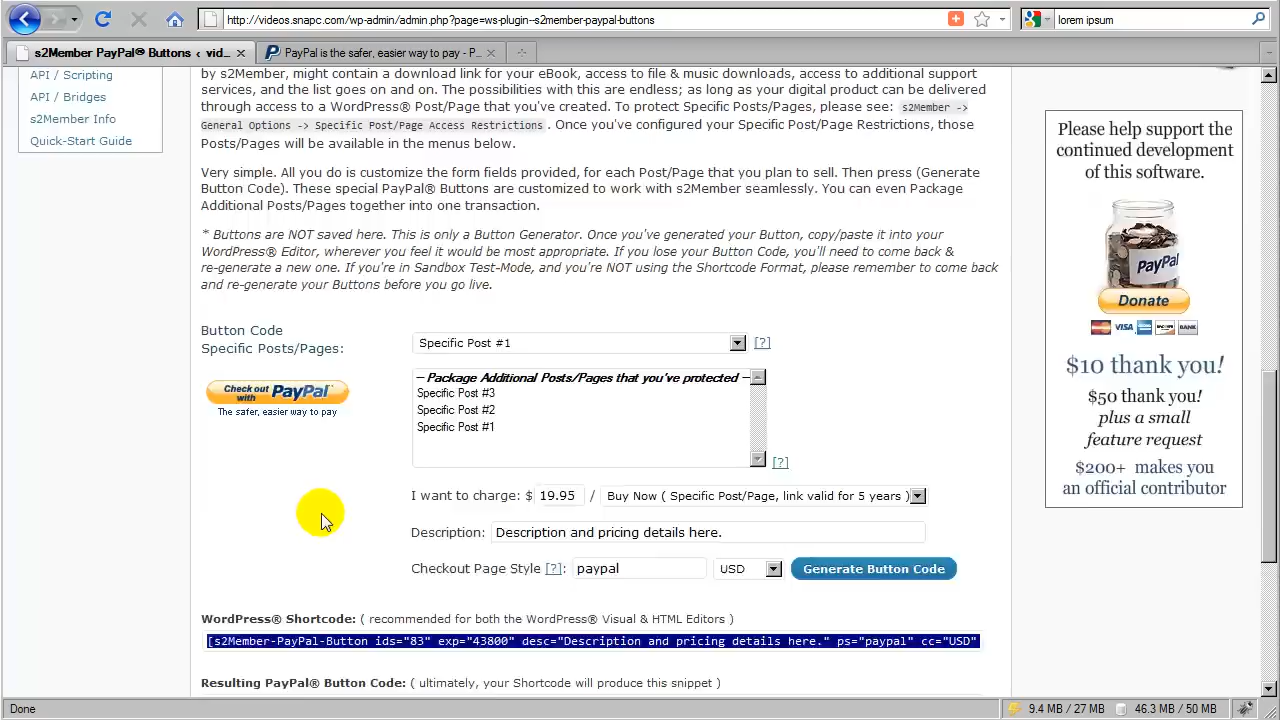 http://videos.snapc.com/wp-admin/admin.php?page=ws-plugin--s2member-paypal-buttons
lorem ipsum
s2Member PayPal® Buttons ‹ vid...
PayPal is the safer, easier way to pay - P...
API / Scripting
API / Bridges
s2Member Info
Quick-Start Guide
by s2Member, might contain a download link for your eBook, access to file & music downloads, access to additional support
services, and the list goes on and on. The possibilities with this are endless; as long as your digital product can be delivered
through access to a WordPress® Post/Page that you've created. To protect Specific Posts/Pages, please see: s2Member ->
General Options -> Specific Post/Page Access Restrictions . Once you've configured your Specific Post/Page Restrictions, those
Posts/Pages will be available in the menus below.
Very simple. All you do is customize the form fields provided, for each Post/Page that you plan to sell. Then press (Generate
Button Code). These special PayPal® Buttons are customized to work with s2Member seamlessly. You can even Package
Additional Posts/Pages together into one transaction.
* Buttons are NOT saved here. This is only a Button Generator. Once you've generated your Button, copy/paste it into your
WordPress® Editor, wherever you feel it would be most appropriate. If you lose your Button Code, you'll need to come back &
re-generate a new one. If you're in Sandbox Test-Mode, and you're NOT using the Shortcode Format, please remember to come back
and re-generate your Buttons before you go live.
Button Code
Specific Posts/Pages:
Specific Post #1
[?]
Check out with PayPal
The safer, easier way to pay
-- Package Additional Posts/Pages that you've protected --
Specific Post #3
Specific Post #2
Specific Post #1
[?]
I want to charge: $ 19.95 / Buy Now ( Specific Post/Page, link valid for 5 years )
Description: Description and pricing details here.
Checkout Page Style [?]: paypal USD Generate Button Code
WordPress® Shortcode: ( recommended for both the WordPress® Visual & HTML Editors )
[s2Member-PayPal-Button ids="83" exp="43800" desc="Description and pricing details here." ps="paypal" cc="USD"
Resulting PayPal® Button Code: ( ultimately, your Shortcode will produce this snippet )
Please help support the
continued development
of this software.
PayPal
Donate
VISA
BANK
$10 thank you!
$50 thank you!
plus a small
feature request
$200+ makes you
an official contributor
Done
9.4 MB / 27 MB
46.3 MB / 50 MB